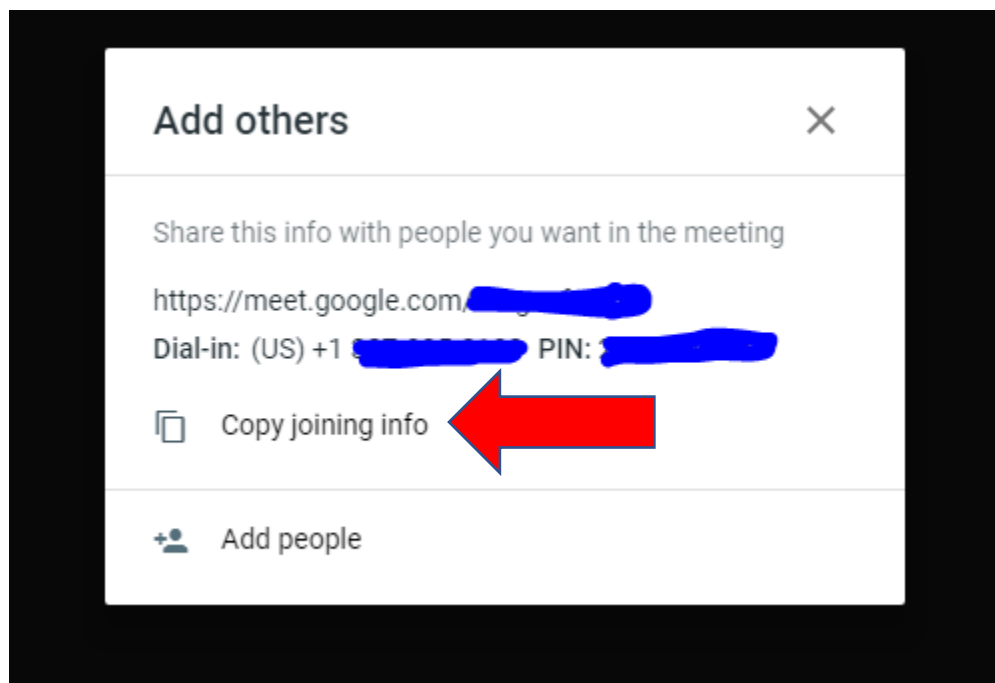 Add others
Share this info with people you want in the meeting
https://meet.google.com/
Dial-in: (US) +1 PIN:
Copy joining info
Add people